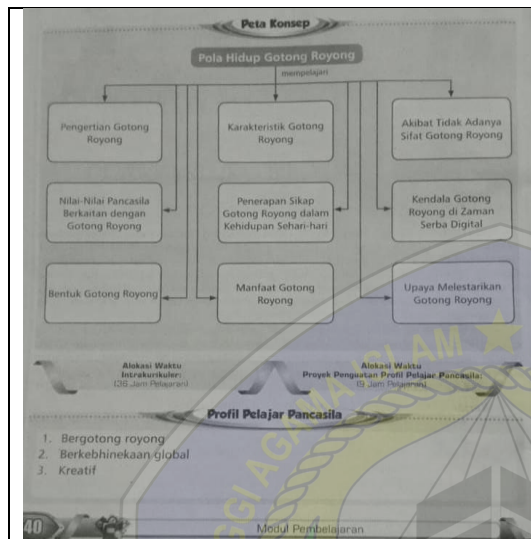 Peta Konsep
Pola Hidup Gotong Royong
mempelajari
Pengertian Gotong
Royong
Karakteristik Gotong
Royong
Akibat Tidak Adanya
Sifat Gotong Royong
Nilai-Nilai Pancasila
Berkaitan dengan
Gotong Royong
Penerapan Sikap
Gotong Royong dalam
Kehidupan Sehari-hari
Kendala Gotong
Royong di Zaman
Serba Digital
Bentuk Gotong Royong
Manfaat Gotong
Royong
Upaya Melestarikan
Gotong Royong
Alokasi Waktu
Intrakurikuler:
(36 Jam Pelajaran)
Alokasi Waktu
Proyek Penguatan Profil Pelajar Pancasila:
(9 Jam Pelajaran)
Profil Pelajar Pancasila
1. Bergotong royong
2. Berkebhinekaan global
3. Kreatif
40
Modul Pembelajaran
GGI AGAMA ISLAM